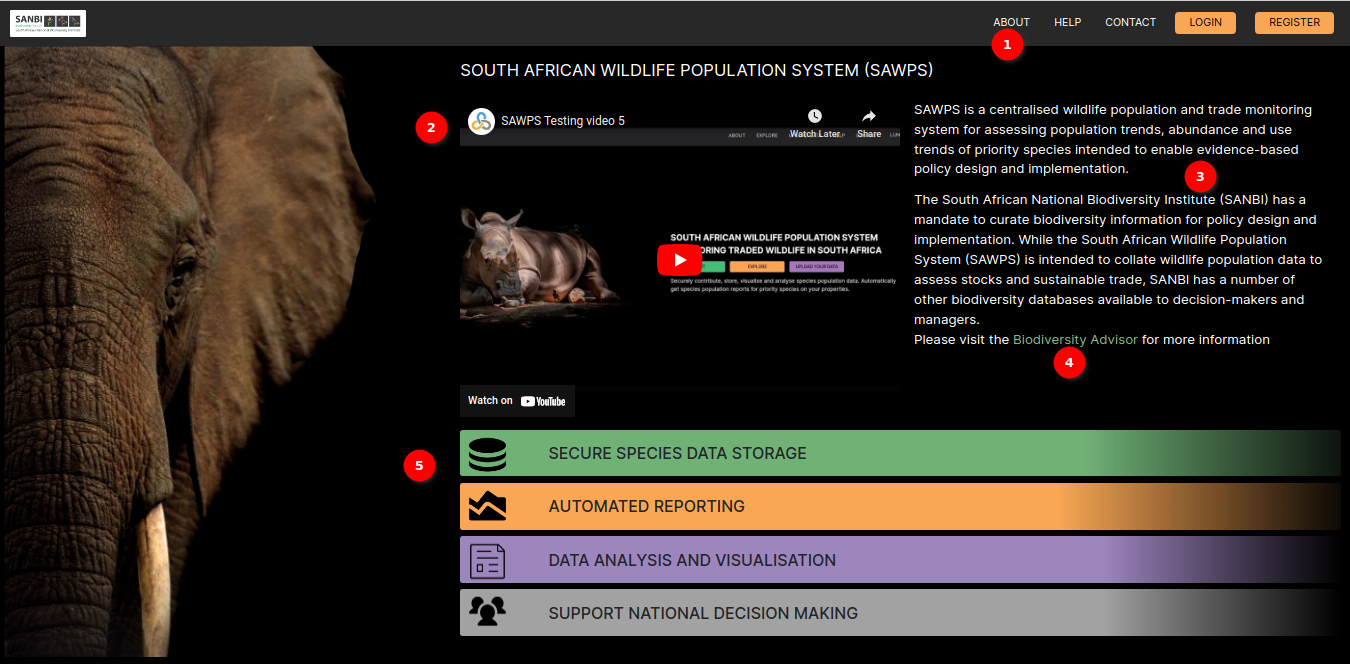 SANBI
ABOUT HELP CONTACT LOGIN REGISTER
1
SOUTH AFRICAN WILDLIFE POPULATION SYSTEM (SAWPS)
2
SAWPS Testing video 5
Watch Later Share
ABOUT EXPLORE
SOUTH AFRICAN WILDLIFE POPULATION SYSTEM
ORING TRADED WILDLIFE IN SOUTH AFRICA
EXPLORE UPLOAD YOUR DATA
Securely contribute, store, visualise and analyse species population data. Automatically
get species population reports for priority species on your properties.
Watch on YouTube
SAWPS is a centralised wildlife population and trade monitoring
system for assessing population trends, abundance and use
trends of priority species intended to enable evidence-based
policy design and implementation.
3
The South African National Biodiversity Institute (SANBI) has a
mandate to curate biodiversity information for policy design and
implementation. While the South African Wildlife Population
System (SAWPS) is intended to collate wildlife population data to
assess stocks and sustainable trade, SANBI has a number of
other biodiversity databases available to decision-makers and
managers.
Please visit the Biodiversity Advisor for more information
4
5
SECURE SPECIES DATA STORAGE
AUTOMATED REPORTING
DATA ANALYSIS AND VISUALISATION
SUPPORT NATIONAL DECISION MAKING